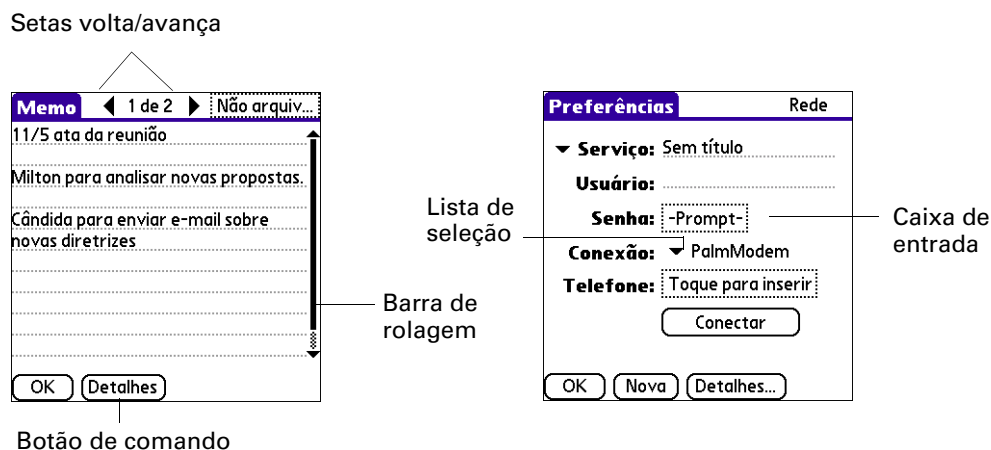 Setas volta/avança
Memo 1 de 2 Não arquiv...
11/5 ata da reunião
Milton para analisar novas propostas.
Cândida para enviar e-mail sobre
novas diretrizes
OK Detalhes
Barra de
rolagem
Botão de comando
Preferências Rede
Serviço: Sem título
Usuário:
Senha: -Prompt-
Conexão: PalmModem
Telefone: Toque para inserir
Conectar
OK Nova Detalhes...
Lista de
seleção
Caixa de
entrada